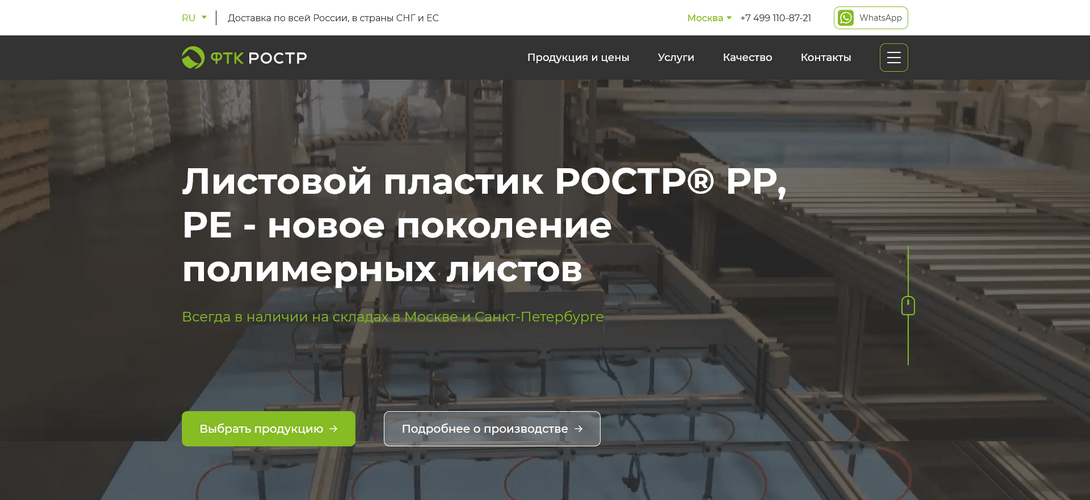 RU
Доставка по всей России, в страны СНГ и ЕС
Москва
+7 499 110-87-21
WhatsApp
ФТК РОСТР
Продукция и цены
Услуги
Качество
Контакты
Листовой пластик РОСТР® PP,
PE - новое поколение
полимерных листов
Всегда в наличии на складах в Москве и Санкт-Петербурге
Выбрать продукцию →
Подробнее о производстве →